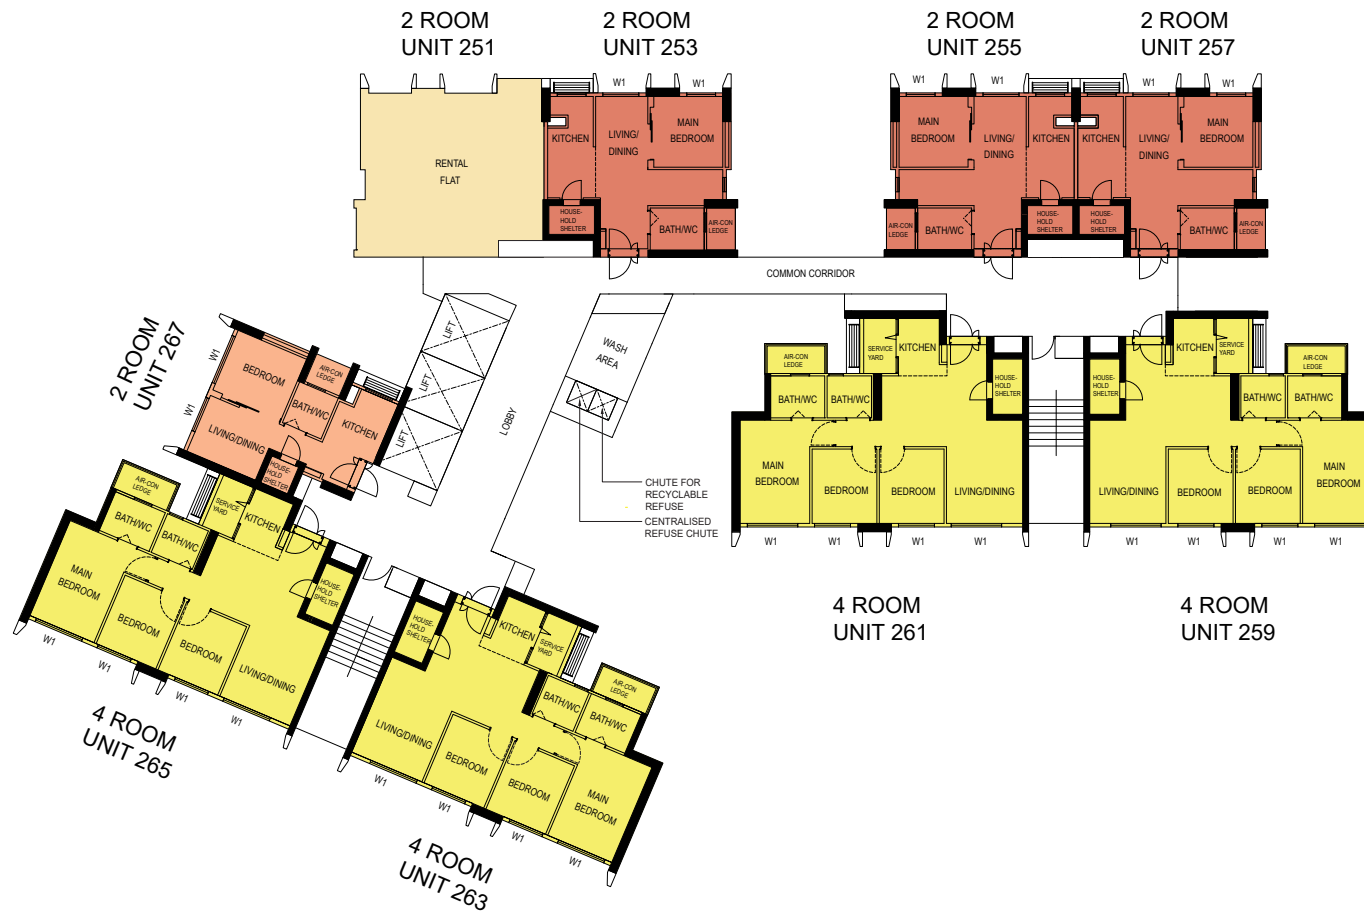 2 ROOM
UNIT 251
2 ROOM
UNIT 253
2 ROOM
UNIT 255
2 ROOM
UNIT 257
W1
W1
W1
W1
W1
W1
RENTAL
FLAT
KITCHEN
LIVING/
DINING
MAIN
BEDROOM
HOUSE-
HOLD
SHELTER
BATH/WC
AIR-CON
LEDGE
MAIN
BEDROOM
LIVING/
DINING
KITCHEN
AIR-CON
LEDGE
BATH/WC
HOUSE-
HOLD
SHELTER
KITCHEN
LIVING/
DINING
MAIN
BEDROOM
HOUSE-
HOLD
SHELTER
BATH/WC
AIR-CON
LEDGE
COMMON CORRIDOR
2 ROOM
UNIT 267
W1
W1
BEDROOM
AIR-CON
LEDGE
BATH/WC
KITCHEN
LIVING/DINING
HOUSE-
HOLD
SHELTER
LIFT
LIFT
LIFT
LOBBY
WASH
AREA
CHUTE FOR
RECYCLABLE
REFUSE
CENTRALISED
REFUSE CHUTE
AIR-CON
LEDGE
SERVICE
YARD
KITCHEN
BATH/WC
BATH/WC
HOUSE-
HOLD
SHELTER
MAIN
BEDROOM
BEDROOM
BEDROOM
LIVING/DINING
W1
W1
W1
W1
4 ROOM
UNIT 261
HOUSE-
HOLD
SHELTER
KITCHEN
SERVICE
YARD
AIR-CON
LEDGE
BATH/WC
BATH/WC
LIVING/DINING
BEDROOM
BEDROOM
MAIN
BEDROOM
W1
W1
W1
W1
4 ROOM
UNIT 259
AIR-CON
LEDGE
SERVICE
YARD
KITCHEN
BATH/WC
BATH/WC
HOUSE-
HOLD
SHELTER
MAIN
BEDROOM
BEDROOM
BEDROOM
LIVING/DINING
W1
W1
W1
W1
4 ROOM
UNIT 265
HOUSE-
HOLD
SHELTER
KITCHEN
SERVICE
YARD
AIR-CON
LEDGE
BATH/WC
BATH/WC
LIVING/DINING
BEDROOM
BEDROOM
MAIN
BEDROOM
W1
W1
W1
W1
4 ROOM
UNIT 263